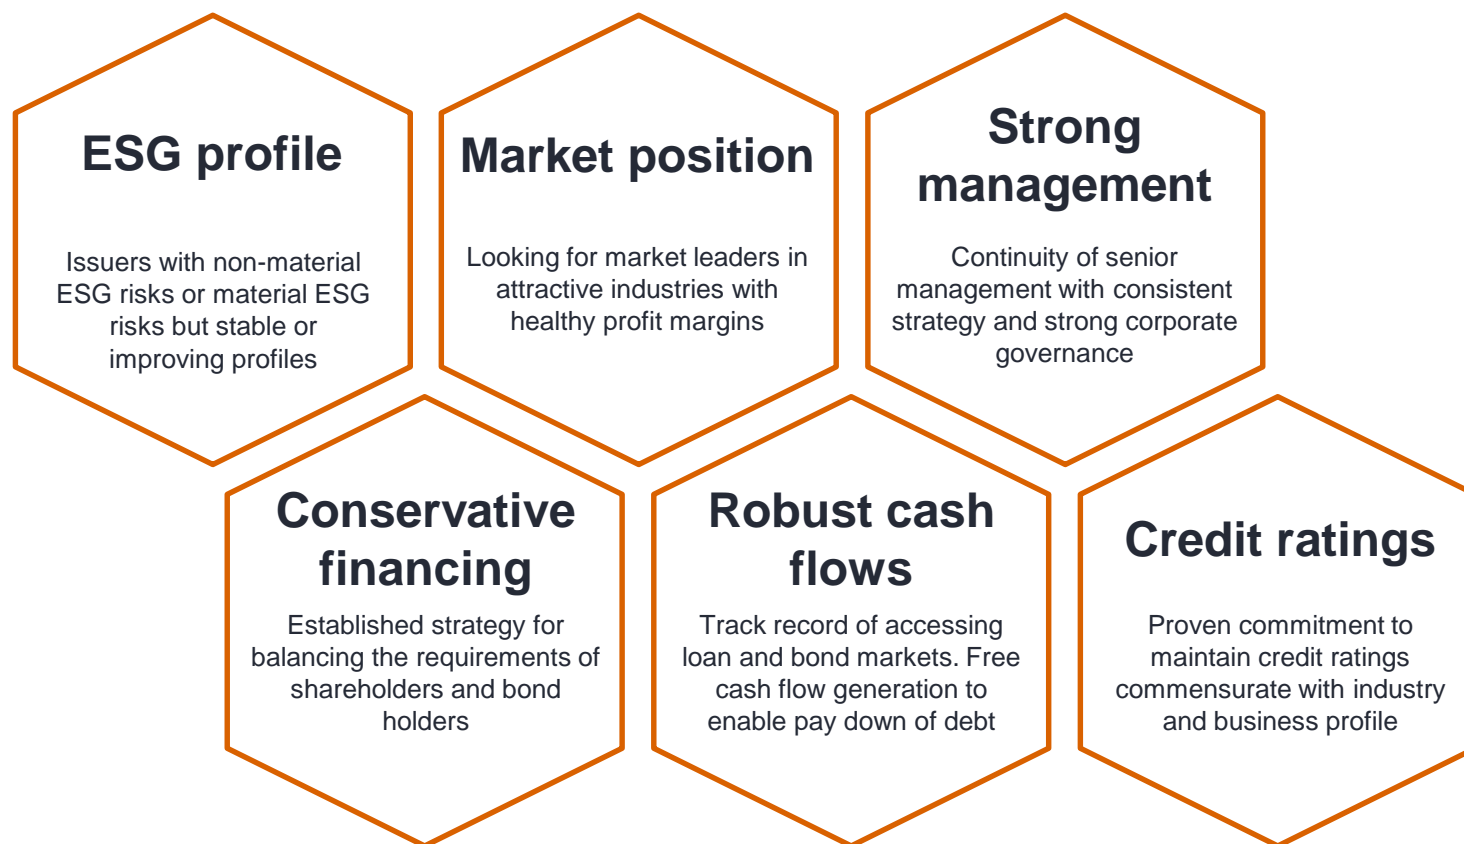 ESG profile
Issuers with non-material
ESG risks or material ESG
risks but stable or
improving profiles
Market position
Looking for market leaders in
attractive industries with
healthy profit margins
Strong
management
Continuity of senior
management with consistent
strategy and strong corporate
governance
Conservative
financing
Established strategy for
balancing the requirements of
shareholders and bond
holders
Robust cash
flows
Track record of accessing
loan and bond markets. Free
cash flow generation to
enable pay down of debt
Credit ratings
Proven commitment to
maintain credit ratings
commensurate with industry
and business profile